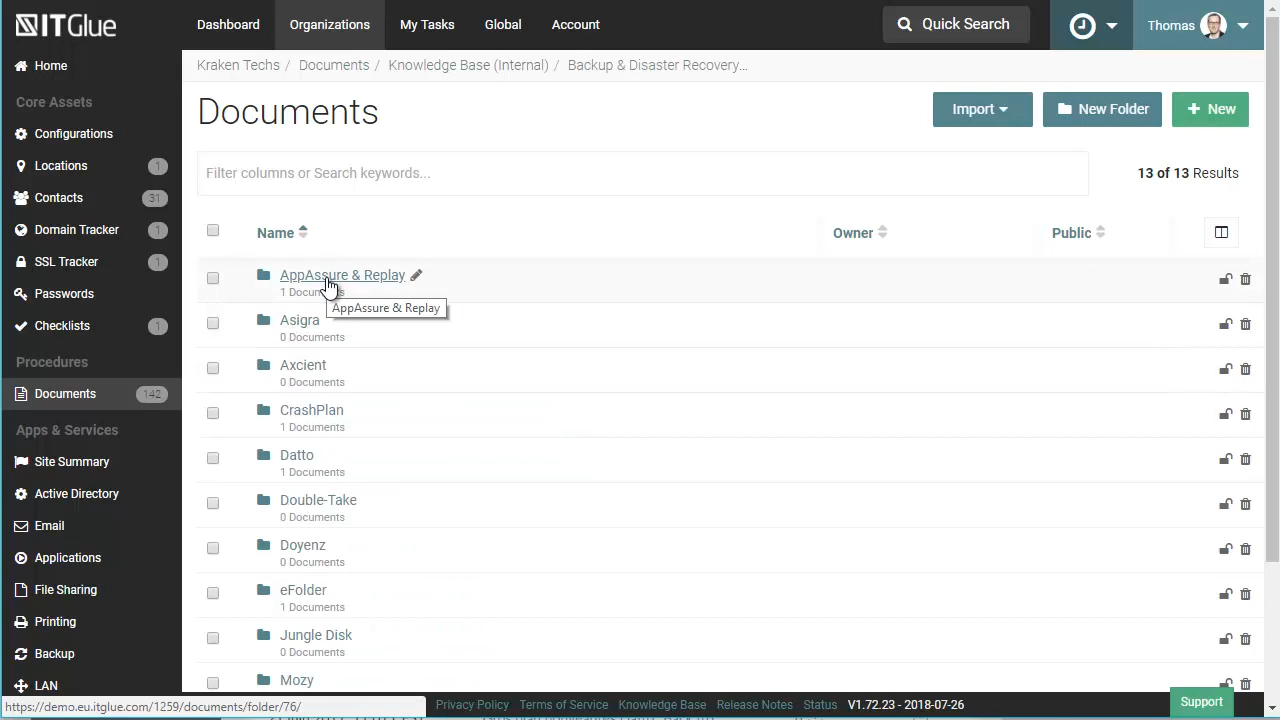 ITGlue
Dashboard
Organizations
My Tasks
Global
Account
Quick Search
Thomas
Home
Core Assets
Configurations
Locations 1
Contacts 31
Domain Tracker 1
SSL Tracker 1
Passwords
Checklists 1
Procedures
Documents 142
Apps & Services
Site Summary
Active Directory
Email
Applications
File Sharing
Printing
Backup
LAN
Kraken Techs / Documents / Knowledge Base (Internal) / Backup & Disaster Recovery...
Documents
Import
New Folder
New
Filter columns or Search keywords...
13 of 13 Results
Name
Owner
Public
AppAssure & Replay
1 Documents
AppAssure & Replay
Asigra
0 Documents
Axcient
0 Documents
CrashPlan
1 Documents
Datto
1 Documents
Double-Take
0 Documents
Doyenz
0 Documents
eFolder
1 Documents
Jungle Disk
0 Documents
Mozy
https://demo.eu.itglue.com/1259/documents/folder/76/
Privacy Policy
Terms of Service
Knowledge Base
Release Notes
Status
V1.72.23 - 2018-07-26
Support